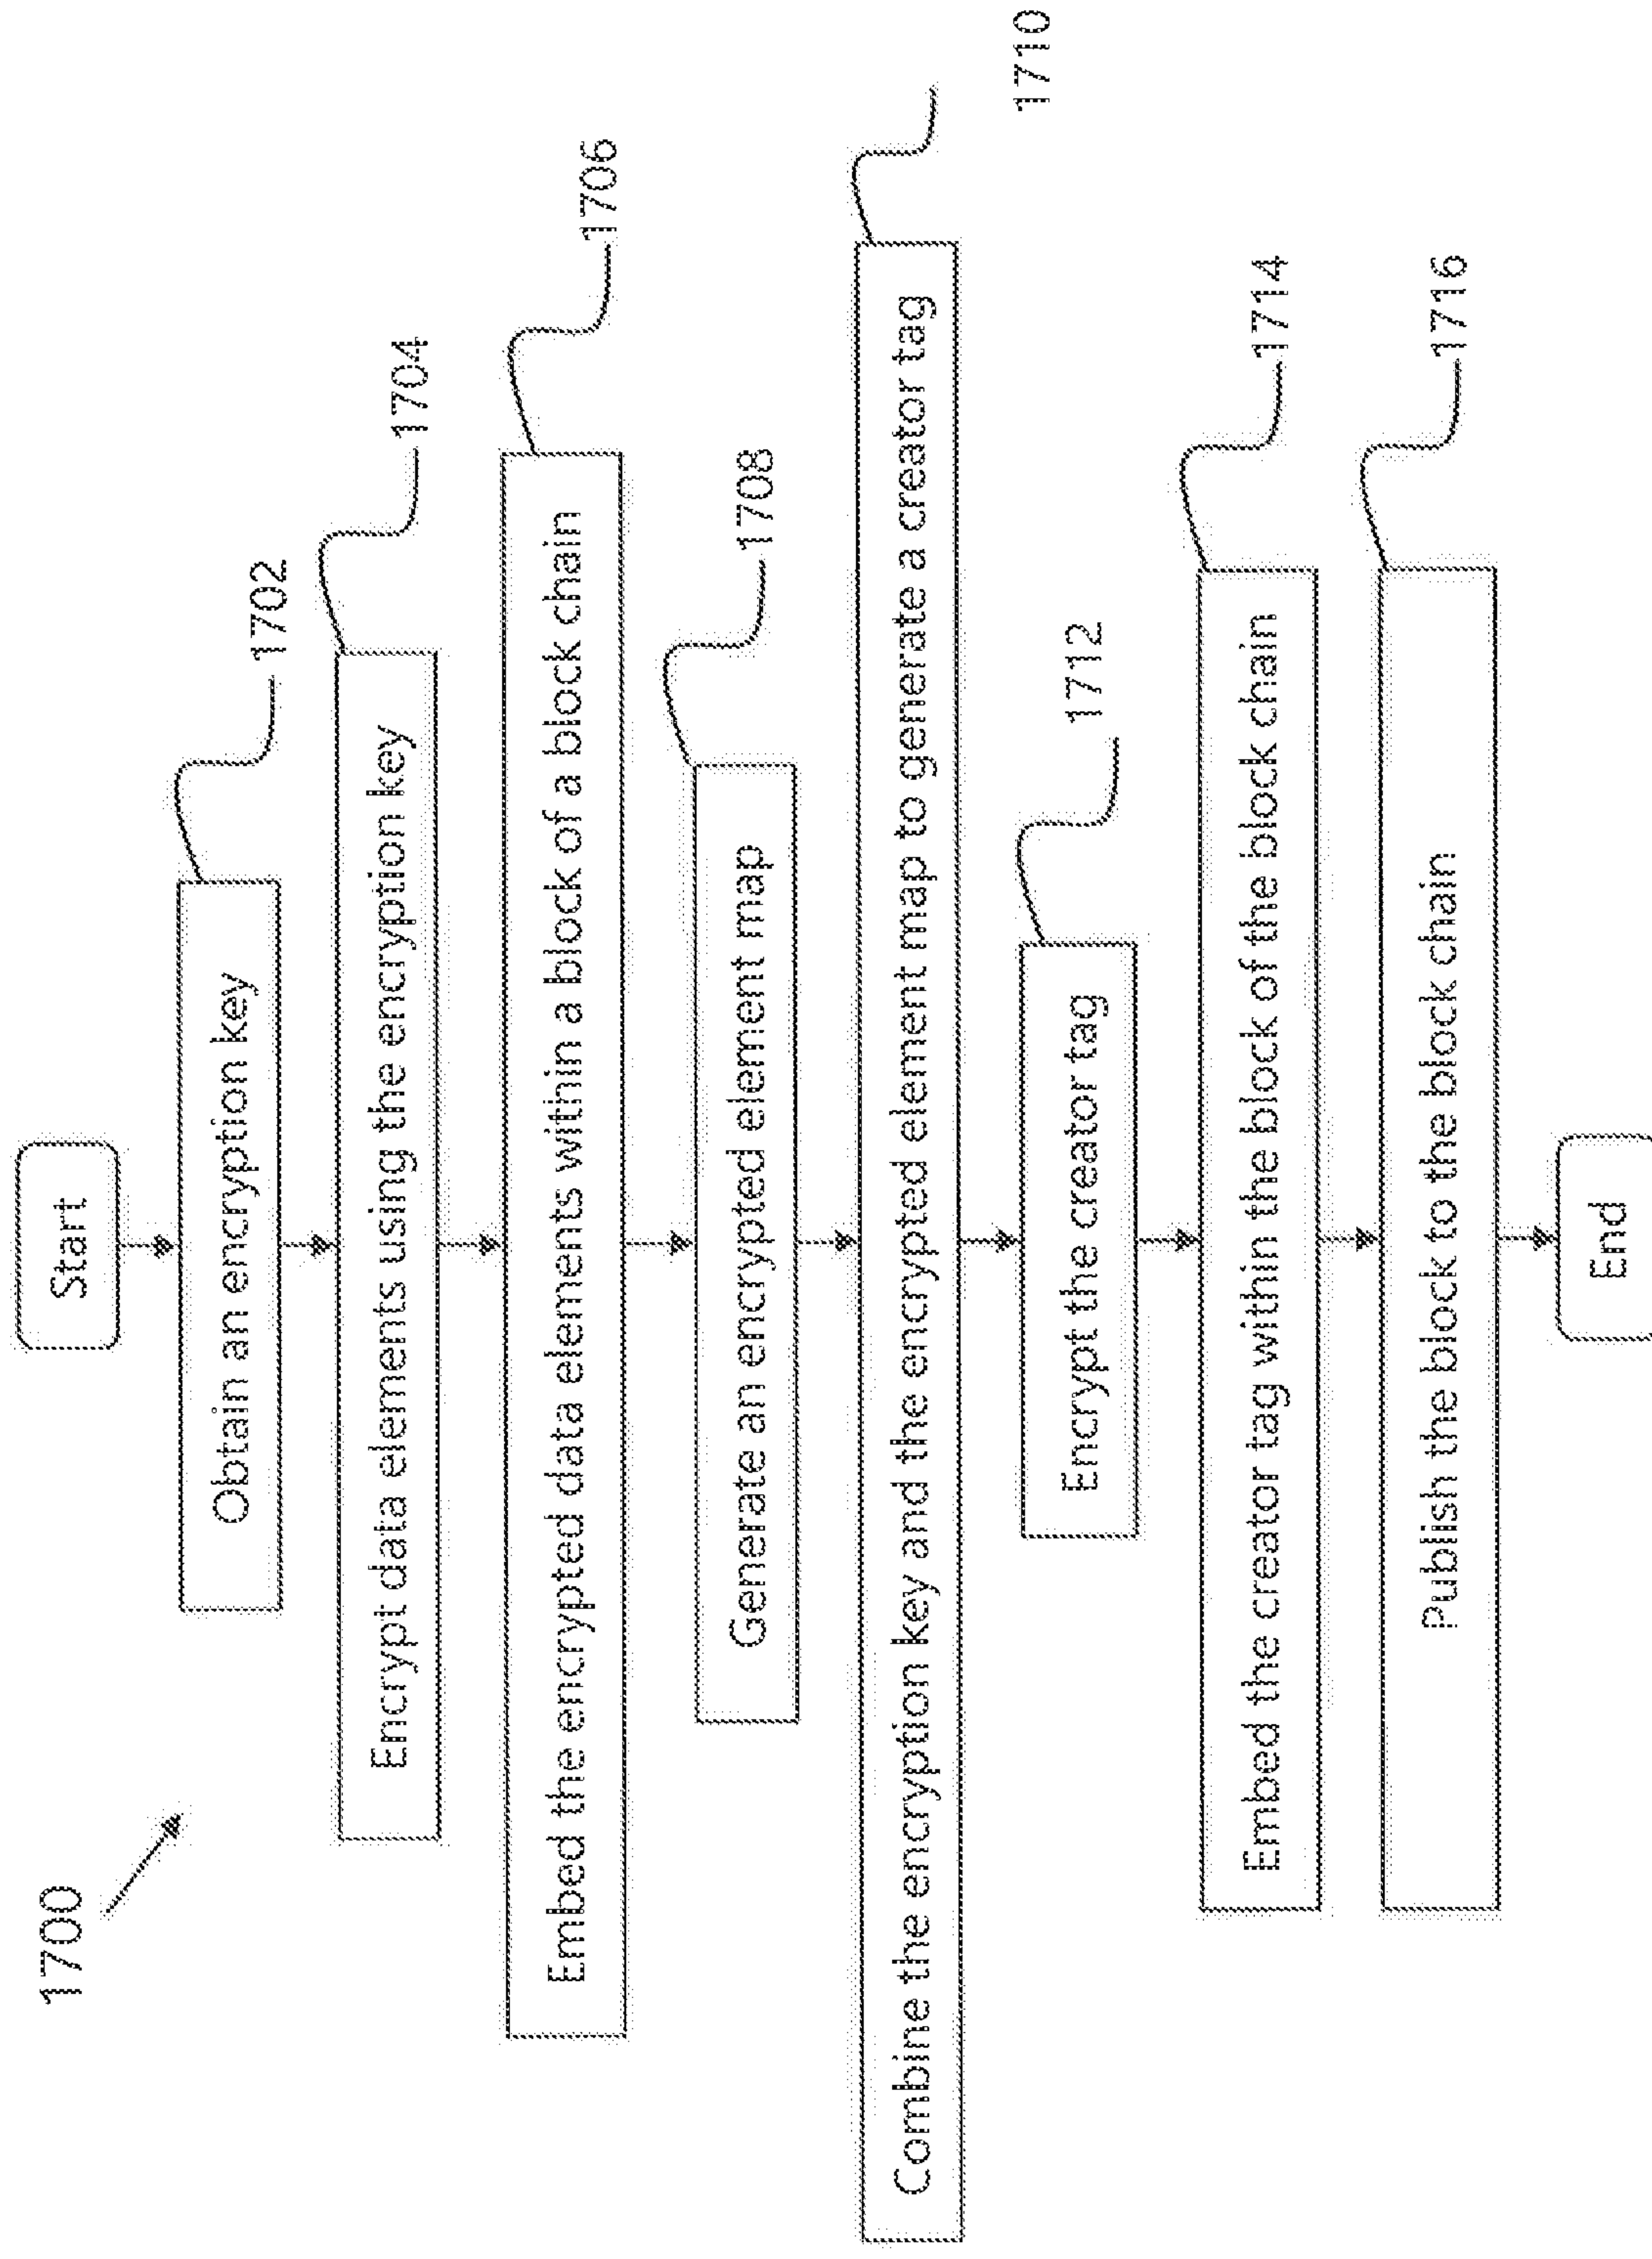 1700
Start
Obtain an encryption key
1702
Encrypt data elements using the encryption key
1704
Embed the encrypted data elements within a block of a block chain
1706
Generate an encrypted element map
1708
Combine the encryption key and the encrypted element map to generate a creator tag
1710
Encrypt the creator tag
1712
Embed the creator tag within the block of the block chain
1714
Publish the block to the block chain
1716
End